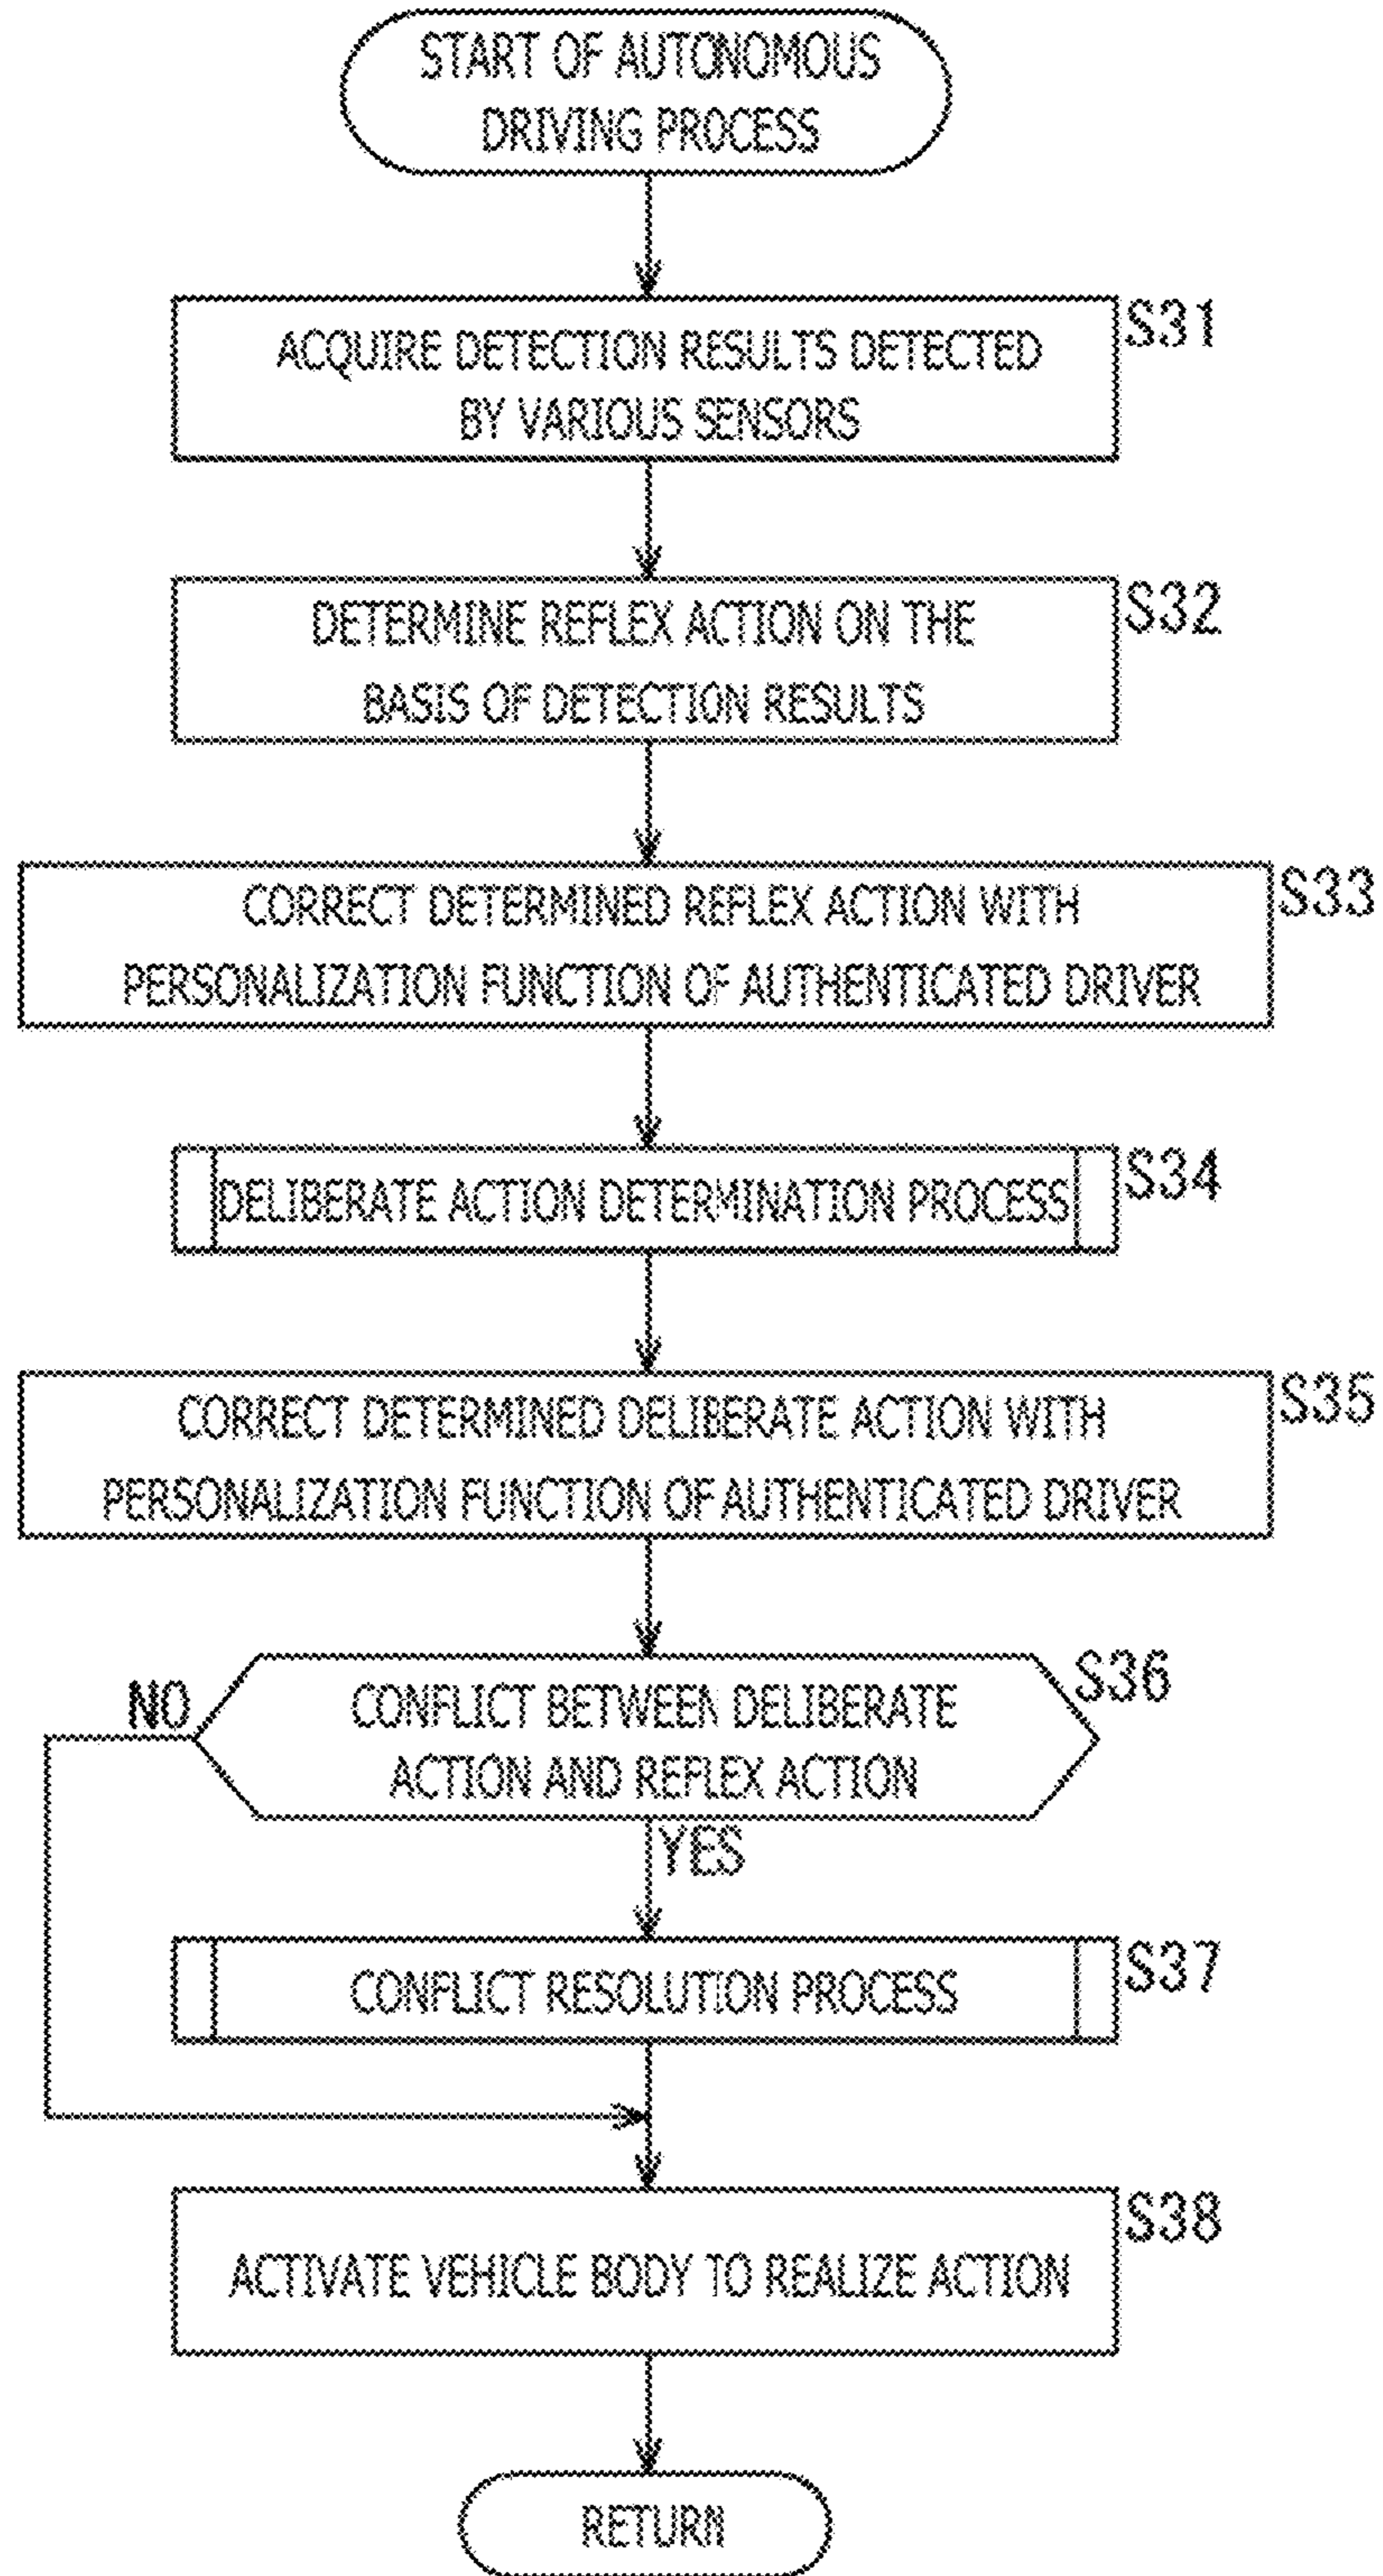 START OF AUTONOMOUS
DRIVING PROCESS
S31
ACQUIRE DETECTION RESULTS DETECTED
BY VARIOUS SENSORS
S32
DETERMINE REFLEX ACTION ON THE
BASIS OF DETECTION RESULTS
S33
CORRECT DETERMINED REFLEX ACTION WITH
PERSONALIZATION FUNCTION OF AUTHENTICATED DRIVER
S34
DELIBERATE ACTION DETERMINATION PROCESS
S35
CORRECT DETERMINED DELIBERATE ACTION WITH
PERSONALIZATION FUNCTION OF AUTHENTICATED DRIVER
S36
NO
CONFLICT BETWEEN DELIBERATE
ACTION AND REFLEX ACTION
YES
S37
CONFLICT RESOLUTION PROCESS
S38
ACTIVATE VEHICLE BODY TO REALIZE ACTION
RETURN